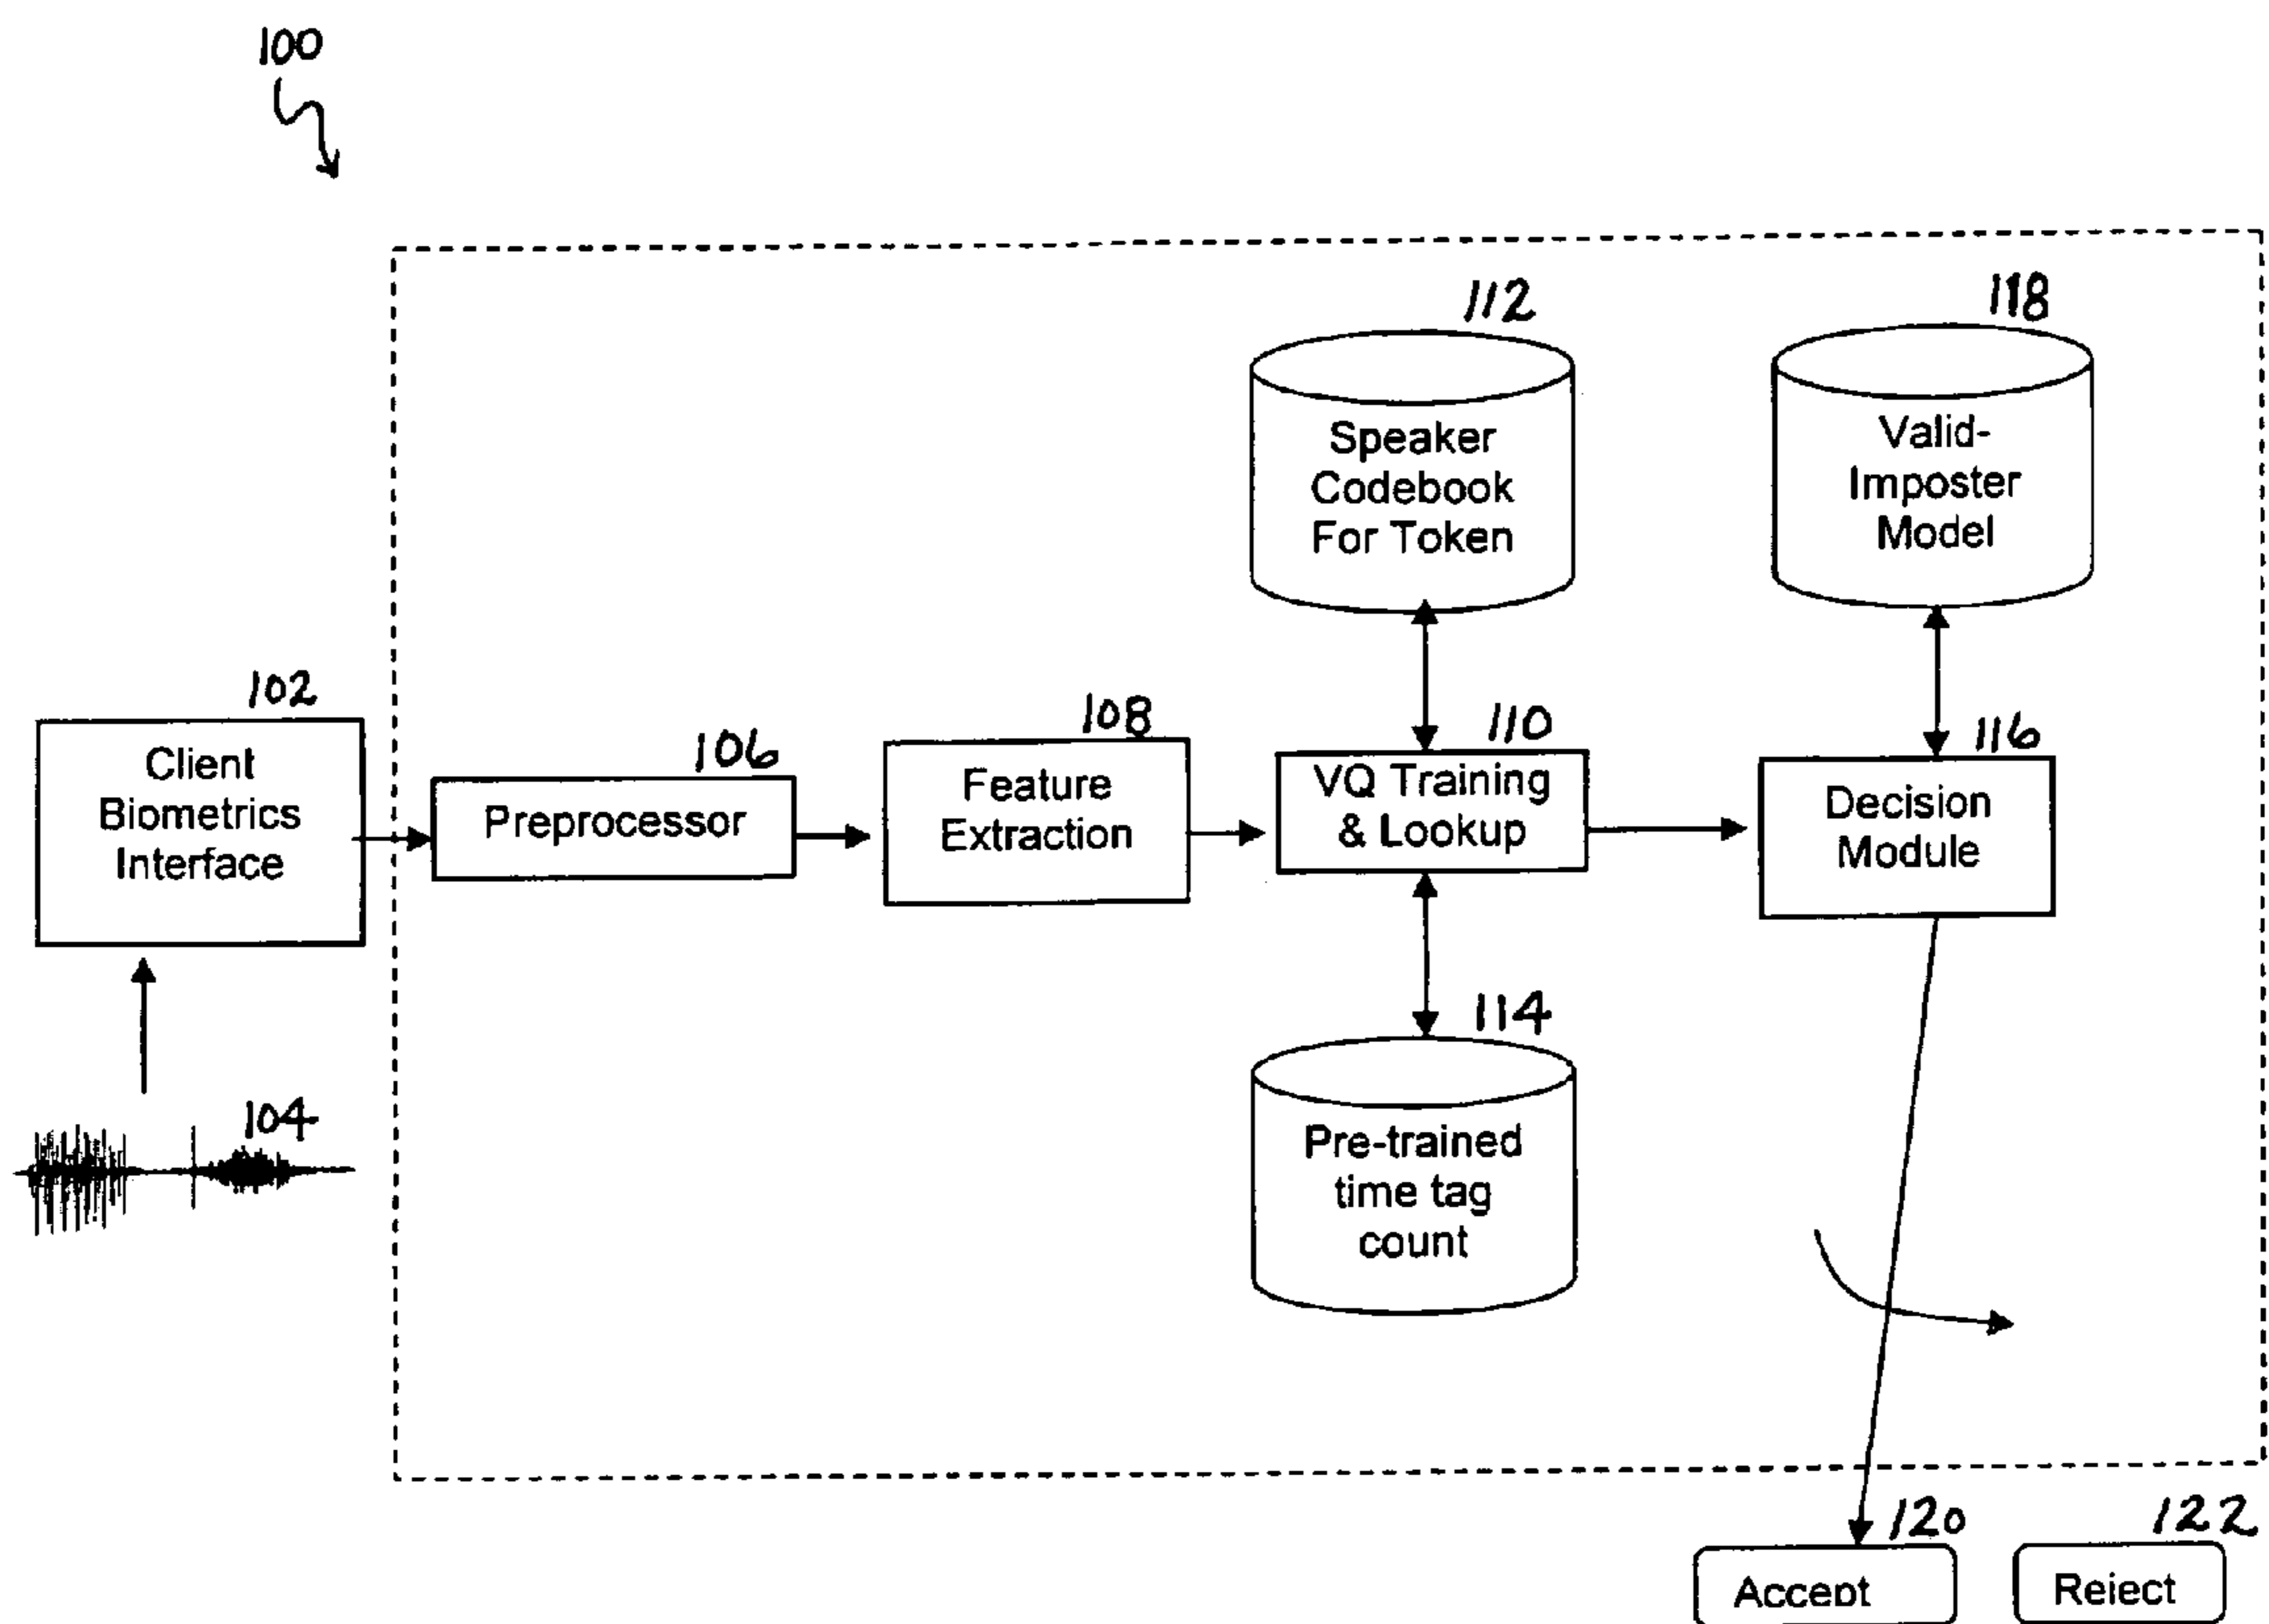 100
112
118
Speaker
Codebook
For Token
Valid-
Imposter
Model
102
Client
Biometrics
Interface
106
Preprocessor
108
Feature
Extraction
110
VQ Training
& Lookup
116
Decision
Module
104
114
Pre-trained
time tag
count
120
Accept
122
Reject